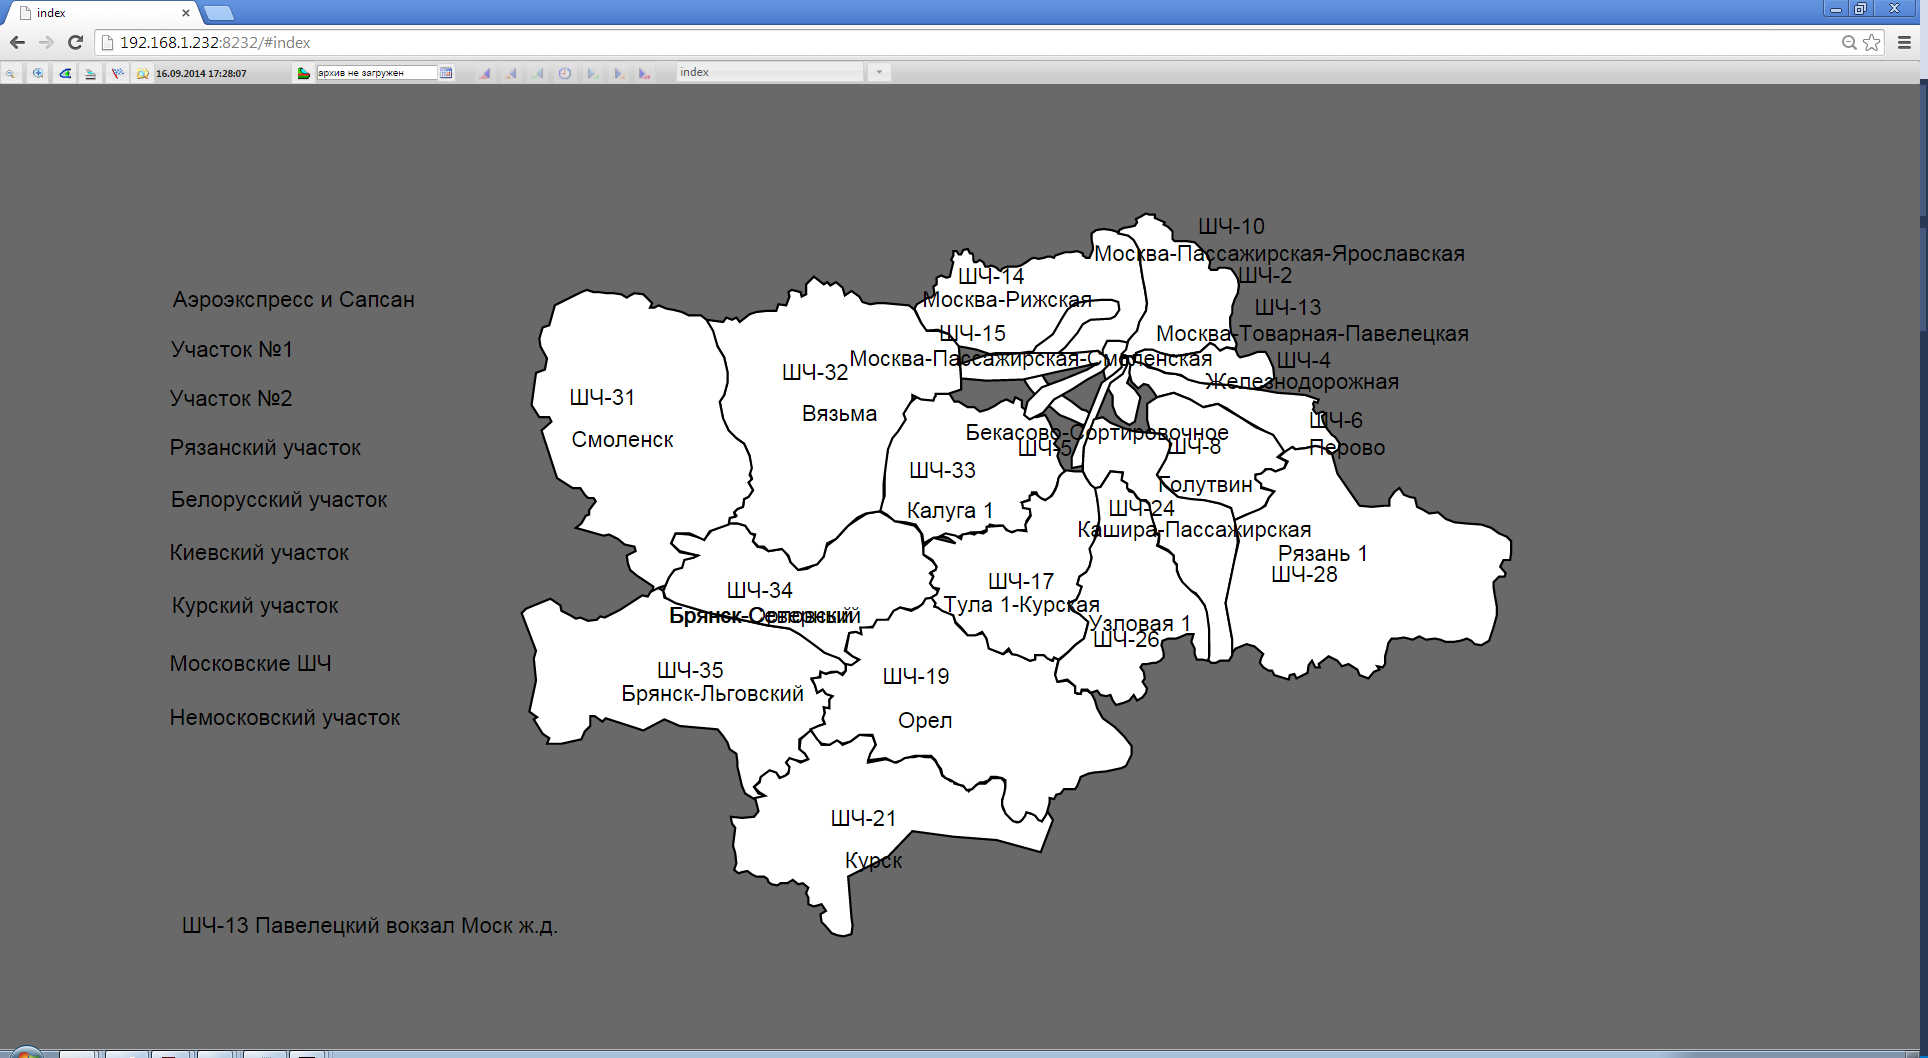 index
192.168.1.232:8232/#index
16.09.2014 17:28:07
архив не загружен
index
ШЧ-10
Москва-Пассажирская-Ярославская
ШЧ-2
ШЧ-14
Москва-Рижская
Аэроэкспресс и Сапсан
ШЧ-13
Москва-Товарная-Павелецкая
ШЧ-15
Москва-Пассажирская-Смоленская
Участок №1
ШЧ-4
Железнодорожная
ШЧ-32
Вязьма
ШЧ-31
Смоленск
Участок №2
ШЧ-6
Перово
Бекасово-Сортировочное
ШЧ-5
ШЧ-8
Голутвин
Рязанский участок
ШЧ-33
Калуга 1
Белорусский участок
ШЧ-24
Кашира-Пассажирская
Рязань 1
ШЧ-28
Киевский участок
ШЧ-17
Тула 1-Курская
ШЧ-34
Брянск-
Курский участок
Узловая 1
ШЧ-26
Московские ШЧ
ШЧ-35
Брянск-Льговский
ШЧ-19
Орел
Немосковский участок
ШЧ-21
Курск
ШЧ-13 Павелецкий вокзал Моск ж.д.